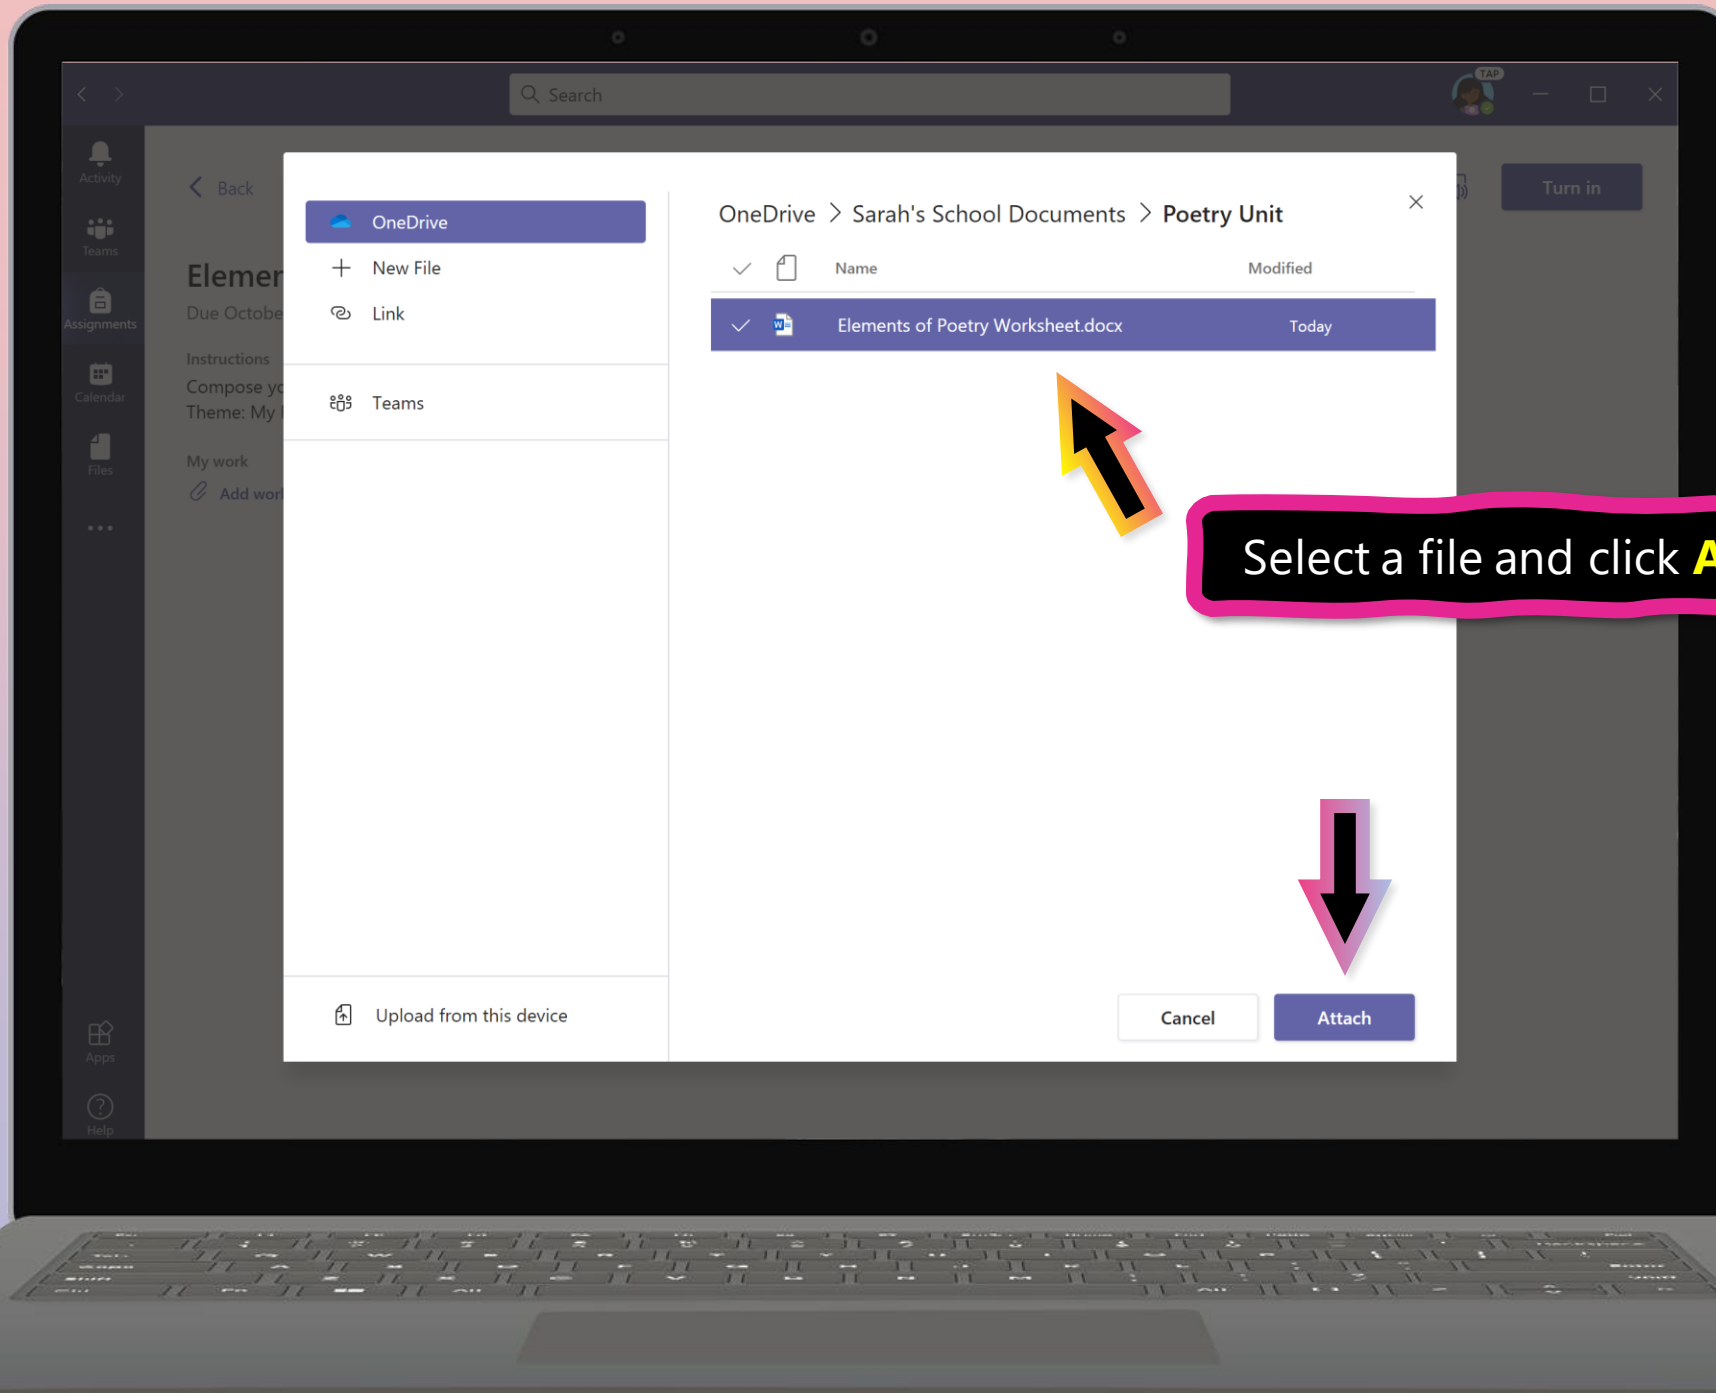 Search
TAP
Activity
Teams
Assignments
Calendar
Files
Apps
Help
Back
Turn in
Elemer
Due Octobe
Instructions
Compose yo
Theme: My
My work
Add worl
OneDrive
New File
Link
Teams
Upload from this device
OneDrive > Sarah's School Documents > Poetry Unit
Name Modified
Elements of Poetry Worksheet.docx Today
Select a file and click A
Cancel Attach